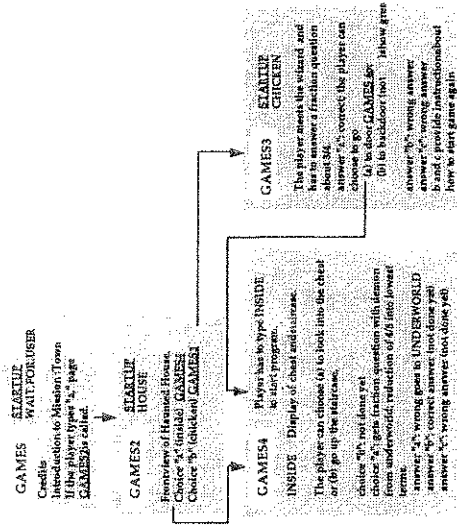 GAMES STARTUP
WAIT FOR USER
Credits
Introduction to Mission:Town
If the player types "a," page
GAMES2 is called.
GAMES2 STARTUP
HOUSE
Frontview of Haunted House,
Choice "a" (inside) GAMES4
Choice "b" (chicken) GAMES3
GAMES4 Player has to type INSIDE
to start program.
INSIDE Display of chest and staircase.
The player can choose (a) to look into the chest
or (b) go up the staircase.
choice "b" not done yet
choice "a" gets fraction question with demon
from underworld; reduction of 4/6 into lowest
terms.
answer "a": wrong goes to UNDERWORLD
answer "b": correct answer (not done yet)
answer "c": wrong answer (not done yet)
GAMES3 STARTUP
CHICKEN
The player meets the wizard and
has to answer a fraction question
about 3/4
answer "a": correct the player can
choose to go
(a) to door GAMES
(b) to backdoor (not )show
answer "b": wrong answer
answer "c": wrong answer
b and c provide instructions about
how to start game again